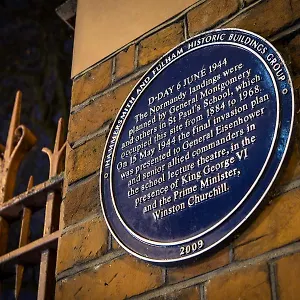 HAMMERSMITH AND FULHAM HISTORIC BUILDINGS GROUP
D-DAY 6 JUNE 1944
The Normandy landings were
planned by General Montgomery
and others in St Paul's School, which
occupied this site from 1884 to 1968.
On 15 May 1944 the final invasion plan
was presented to General Eisenhower
and senior allied commanders in
the school lecture theatre, in the
presence of King George VI
and the Prime Minister,
Winston Churchill.
2009